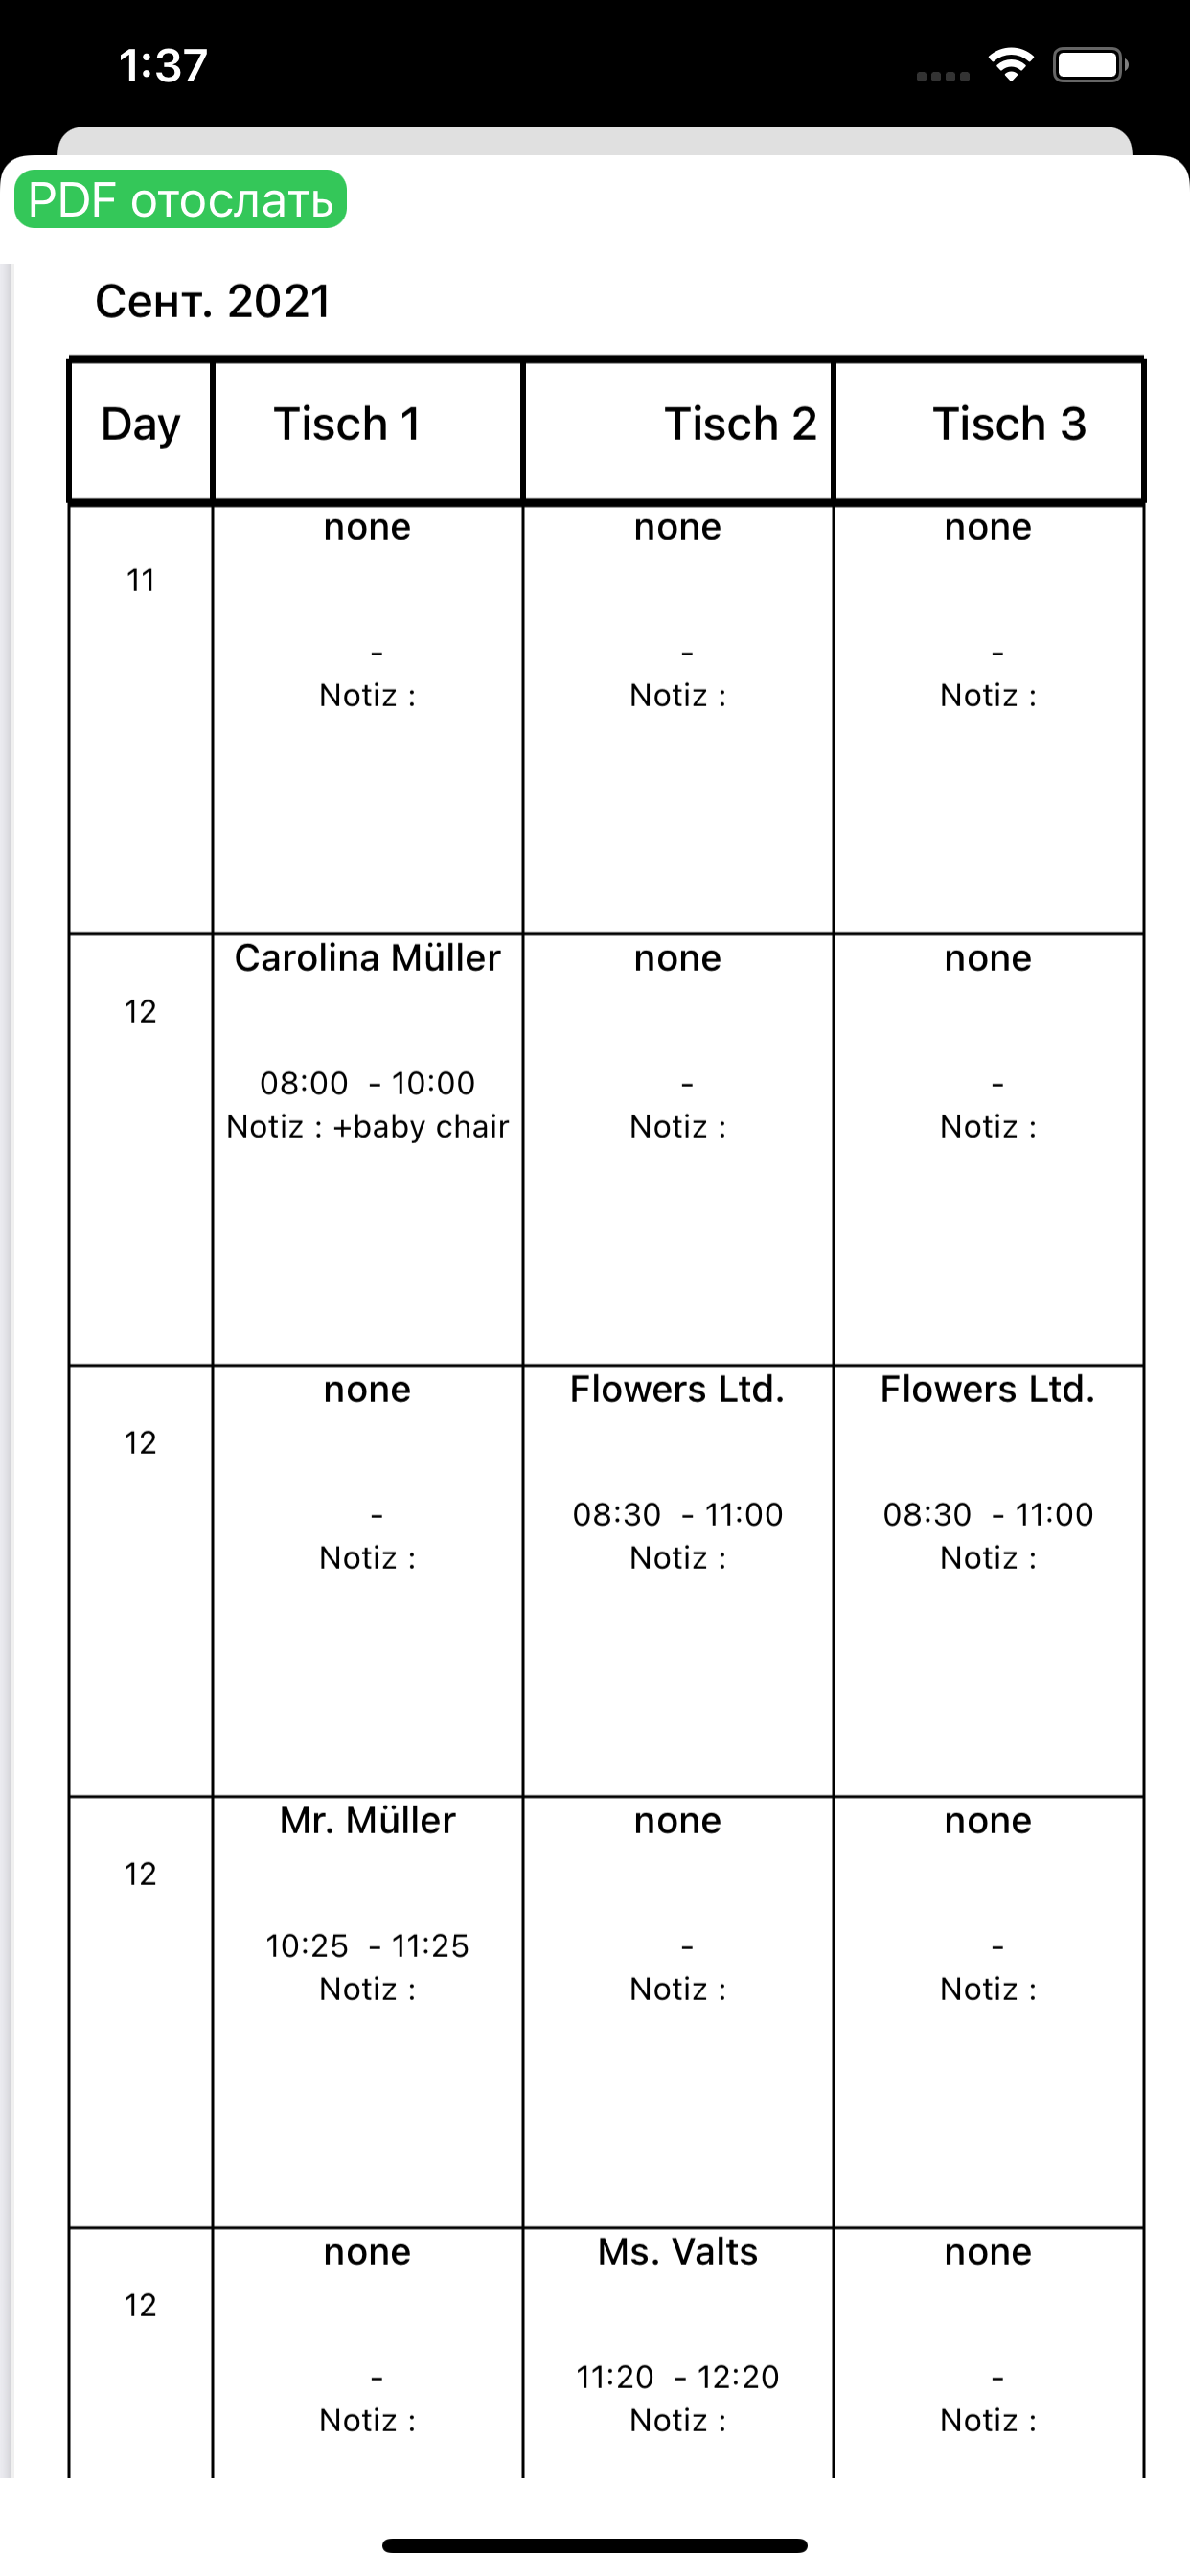 1:37
PDF отослать
Сент. 2021
Day Tisch 1 Tisch 2 Tisch 3
none none none
11
- - -
Notiz : Notiz : Notiz :
Carolina Müller none none
12
08:00 - 10:00 - -
Notiz : +baby chair Notiz : Notiz :
none Flowers Ltd. Flowers Ltd.
12
- 08:30 - 11:00 08:30 - 11:00
Notiz : Notiz : Notiz :
Mr. Müller none none
12
10:25 - 11:25 - -
Notiz : Notiz : Notiz :
none Ms. Valts none
12
- 11:20 - 12:20 -
Notiz : Notiz : Notiz :